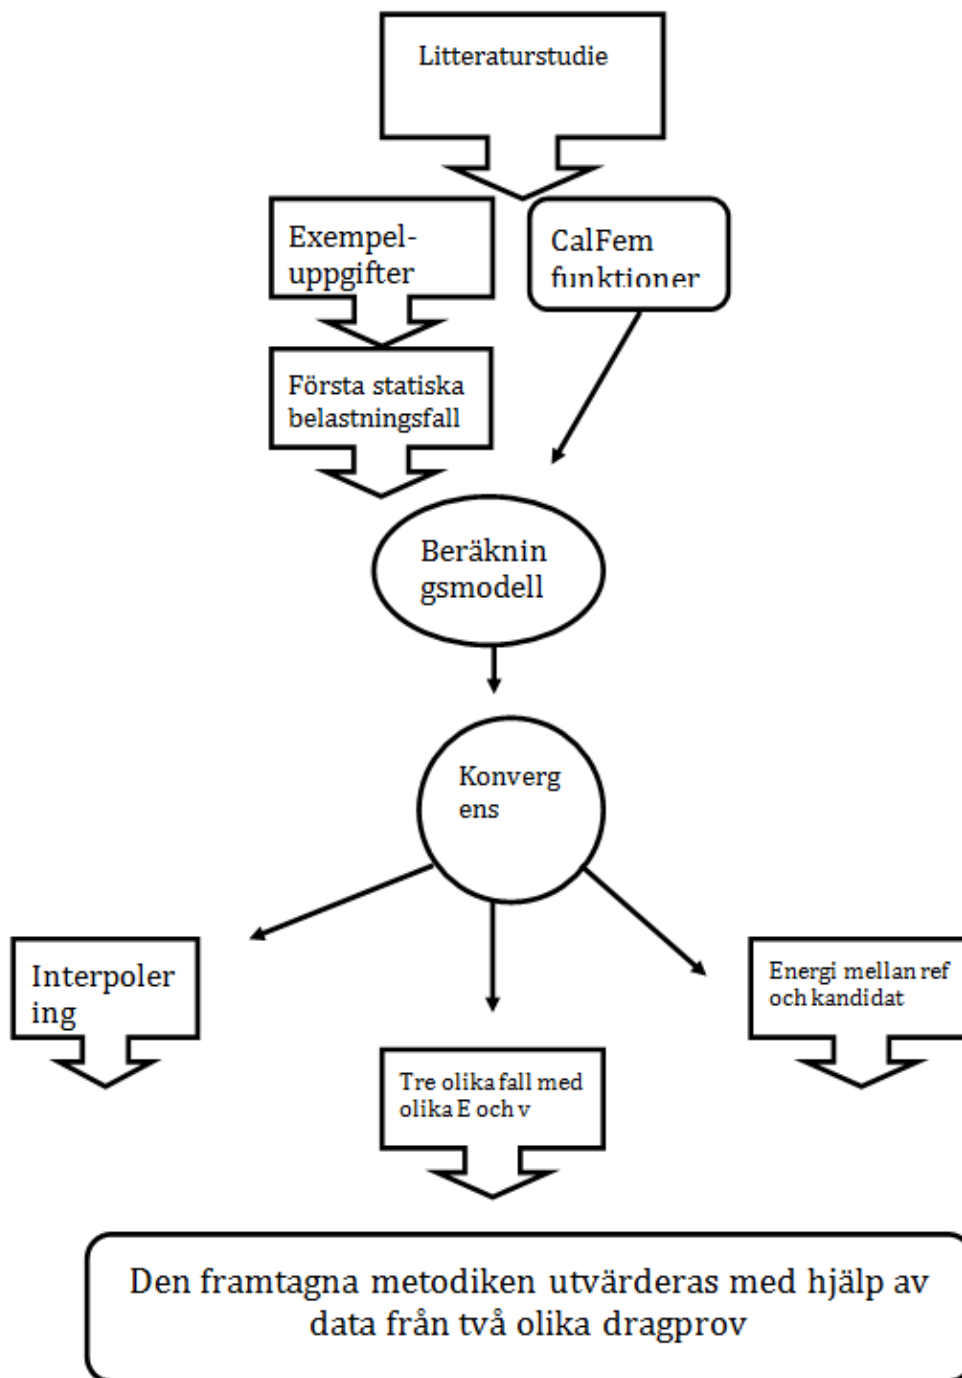 Litteraturstudie
Exempel-
uppgifter
CalFem
funktioner
Första statiska
belastningsfall
Beräknin
gsmodell
Konverg
ens
Interpoler
ing
Energi mellan ref
och kandidat
Tre olika fall med
olika E och v
Den framtagna metodiken utvärderas med hjälp av
data från två olika dragprov